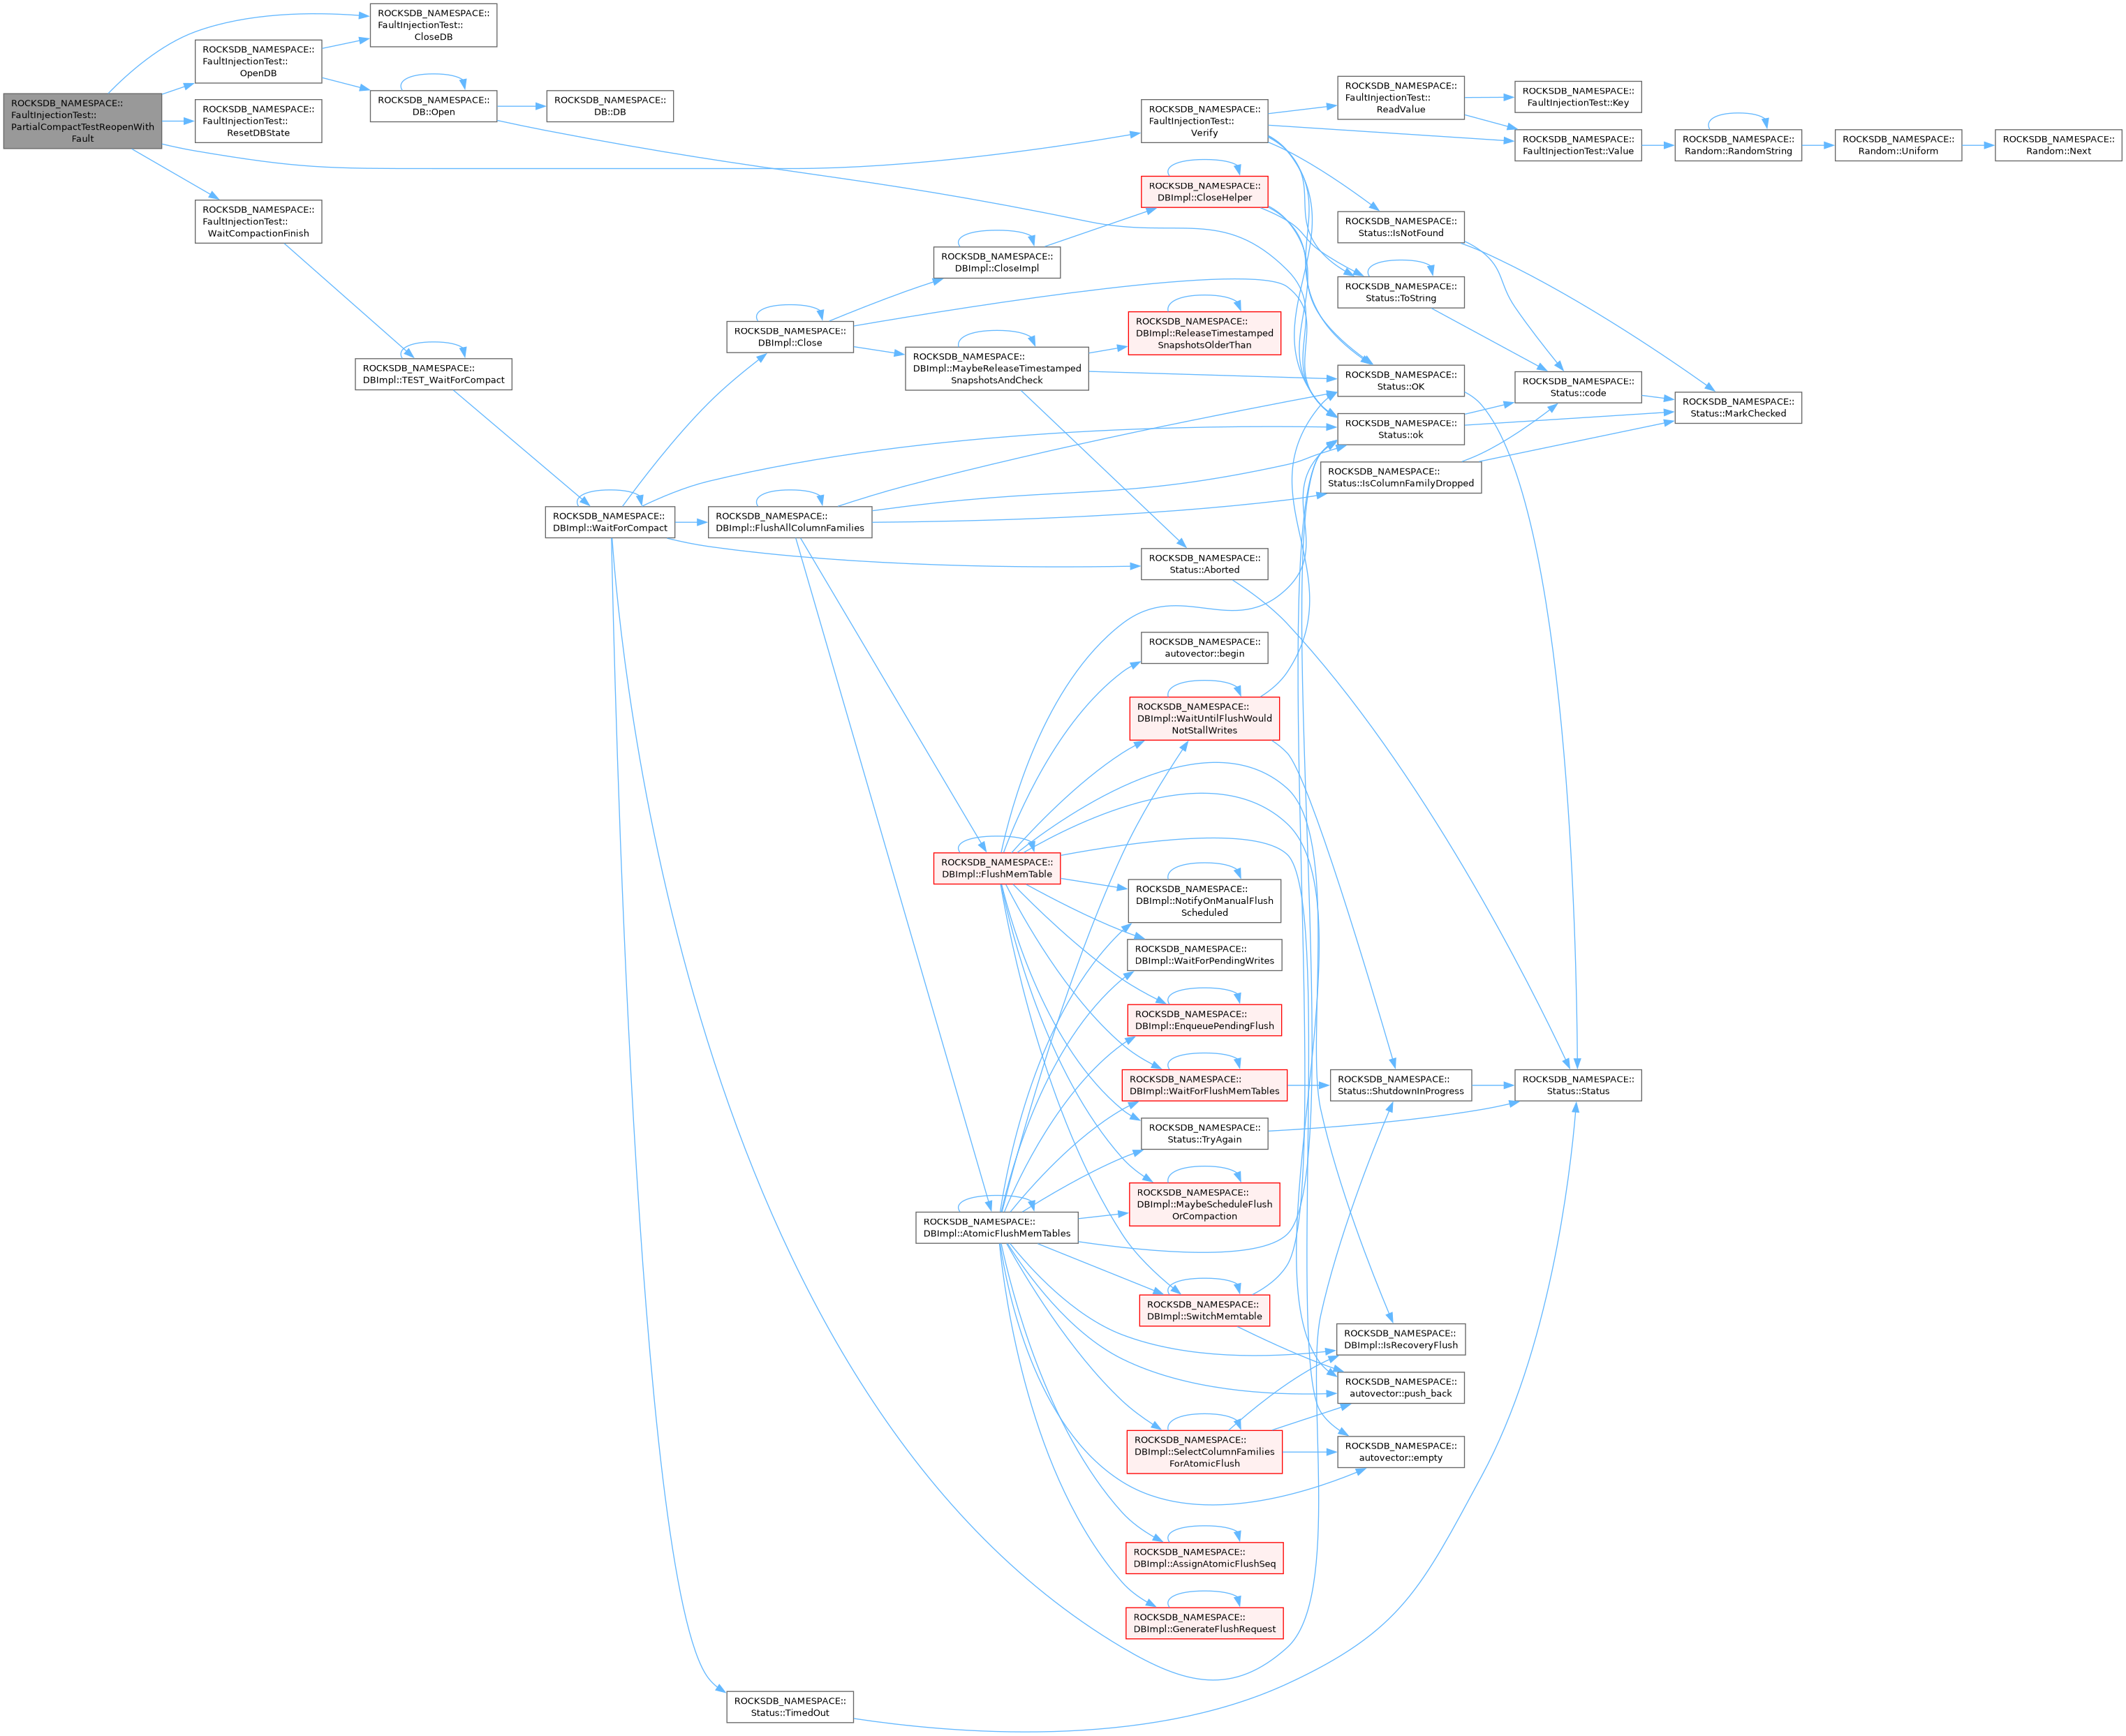 ROCKSDB_NAMESPACE::
FaultInjectionTest::
PartialCompactTestReopenWith
Fault
ROCKSDB_NAMESPACE::
FaultInjectionTest::
CloseDB
ROCKSDB_NAMESPACE::
FaultInjectionTest::
OpenDB
ROCKSDB_NAMESPACE::
FaultInjectionTest::
ResetDBState
ROCKSDB_NAMESPACE::
FaultInjectionTest::
WaitCompactionFinish
ROCKSDB_NAMESPACE::
DB::Open
ROCKSDB_NAMESPACE::
DB::DB
ROCKSDB_NAMESPACE::
DBImpl::TEST_WaitForCompact
ROCKSDB_NAMESPACE::
DBImpl::WaitForCompact
ROCKSDB_NAMESPACE::
DBImpl::Close
ROCKSDB_NAMESPACE::
DBImpl::FlushAllColumnFamilies
ROCKSDB_NAMESPACE::
Status::TimedOut
ROCKSDB_NAMESPACE::
DBImpl::CloseImpl
ROCKSDB_NAMESPACE::
DBImpl::MaybeReleaseTimestamped
SnapshotsAndCheck
ROCKSDB_NAMESPACE::
DBImpl::FlushMemTable
ROCKSDB_NAMESPACE::
DBImpl::AtomicFlushMemTables
ROCKSDB_NAMESPACE::
FaultInjectionTest::
Verify
ROCKSDB_NAMESPACE::
DBImpl::CloseHelper
ROCKSDB_NAMESPACE::
DBImpl::ReleaseTimestamped
SnapshotsOlderThan
ROCKSDB_NAMESPACE::
Status::Aborted
ROCKSDB_NAMESPACE::
autovector::begin
ROCKSDB_NAMESPACE::
DBImpl::WaitUntilFlushWould
NotStallWrites
ROCKSDB_NAMESPACE::
DBImpl::NotifyOnManualFlush
Scheduled
ROCKSDB_NAMESPACE::
DBImpl::WaitForPendingWrites
ROCKSDB_NAMESPACE::
DBImpl::EnqueuePendingFlush
ROCKSDB_NAMESPACE::
DBImpl::WaitForFlushMemTables
ROCKSDB_NAMESPACE::
Status::TryAgain
ROCKSDB_NAMESPACE::
DBImpl::MaybeScheduleFlush
OrCompaction
ROCKSDB_NAMESPACE::
DBImpl::SwitchMemtable
ROCKSDB_NAMESPACE::
DBImpl::SelectColumnFamilies
ForAtomicFlush
ROCKSDB_NAMESPACE::
DBImpl::AssignAtomicFlushSeq
ROCKSDB_NAMESPACE::
DBImpl::GenerateFlushRequest
ROCKSDB_NAMESPACE::
FaultInjectionTest::
ReadValue
ROCKSDB_NAMESPACE::
Status::IsNotFound
ROCKSDB_NAMESPACE::
Status::ToString
ROCKSDB_NAMESPACE::
Status::OK
ROCKSDB_NAMESPACE::
Status::ok
ROCKSDB_NAMESPACE::
Status::IsColumnFamilyDropped
ROCKSDB_NAMESPACE::
Status::ShutdownInProgress
ROCKSDB_NAMESPACE::
DBImpl::IsRecoveryFlush
ROCKSDB_NAMESPACE::
autovector::push_back
ROCKSDB_NAMESPACE::
autovector::empty
ROCKSDB_NAMESPACE::
FaultInjectionTest::Key
ROCKSDB_NAMESPACE::
FaultInjectionTest::Value
ROCKSDB_NAMESPACE::
Status::code
ROCKSDB_NAMESPACE::
Status::Status
ROCKSDB_NAMESPACE::
Random::RandomString
ROCKSDB_NAMESPACE::
Status::MarkChecked
ROCKSDB_NAMESPACE::
Random::Uniform
ROCKSDB_NAMESPACE::
Random::Next